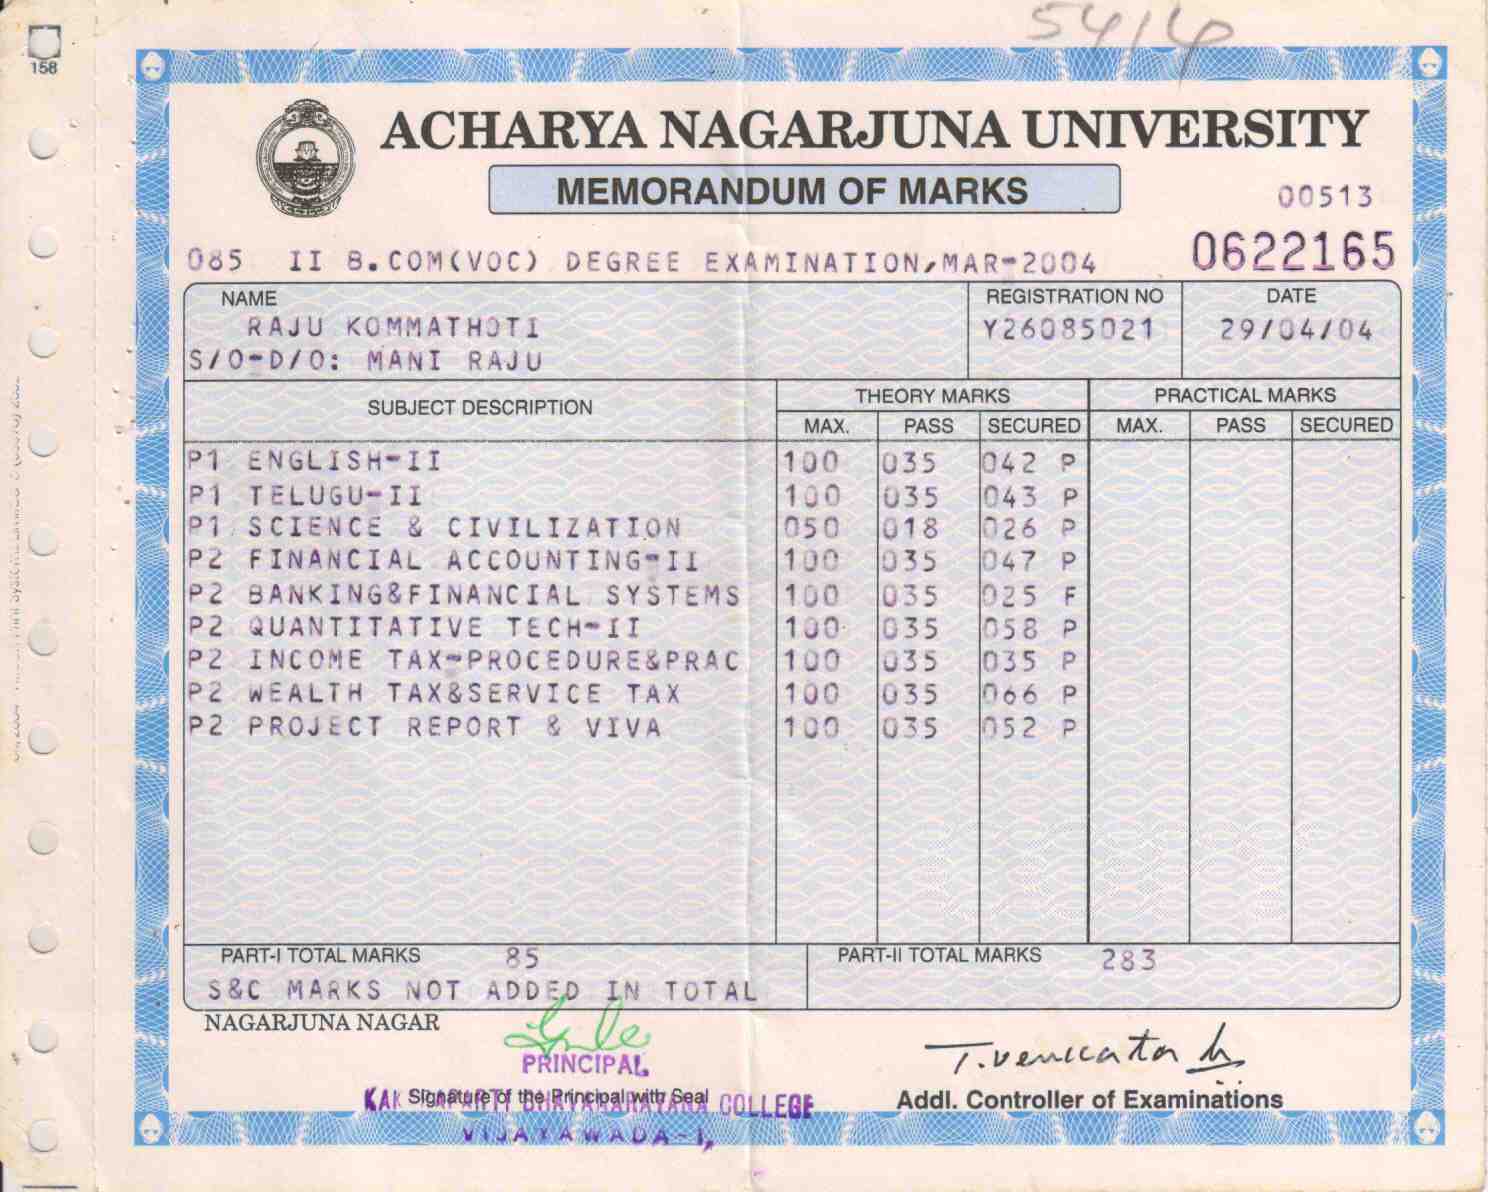 54/4
158
ACHARYA NAGARJUNA UNIVERSITY
MEMORANDUM OF MARKS
00513
085 II B.COM(VOC) DEGREE EXAMINATION,MAR-2004 0622165
NAME REGISTRATION NO DATE
RAJU KOMMATHOTI Y26085021 29/04/04
S/O-D/O: MANI RAJU
SUBJECT DESCRIPTION THEORY MARKS PRACTICAL MARKS
MAX. PASS SECURED MAX. PASS SECURED
P1 ENGLISH-II 100 035 042 P
P1 TELUGU-II 100 035 043 P
P1 SCIENCE & CIVILIZATION 050 018 026 P
P2 FINANCIAL ACCOUNTING-II 100 035 047 P
P2 BANKING&FINANCIAL SYSTEMS 100 035 025 F
P2 QUANTITATIVE TECH-II 100 035 058 P
P2 INCOME TAX-PROCEDURE&PRAC 100 035 035 P
P2 WEALTH TAX&SERVICE TAX 100 035 066 P
P2 PROJECT REPORT & VIVA 100 035 052 P
PART-I TOTAL MARKS 85 PART-II TOTAL MARKS 283
S&C MARKS NOT ADDED IN TOTAL
NAGARJUNA NAGAR
PRINCIPAL
Signature of the Principal with Seal
COLLEGE
VIJAYAWADA-1,
Addl. Controller of Examinations